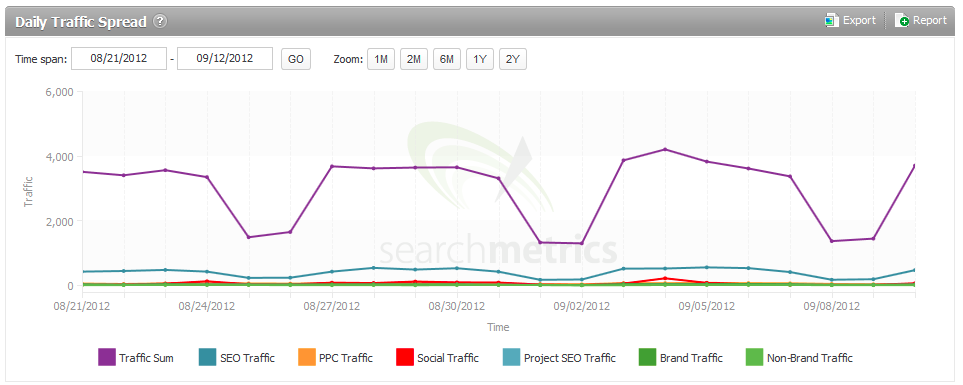 Daily Traffic Spread ? Export Report
Time span: 08/21/2012 - 09/12/2012 GO Zoom: 1M 2M 6M 1Y 2Y
6,000
4,000
2,000
0
Traffic
searchmetrics
08/21/2012 08/24/2012 08/27/2012 08/30/2012 09/02/2012 09/05/2012 09/08/2012
Time
Traffic Sum SEO Traffic PPC Traffic Social Traffic Project SEO Traffic Brand Traffic Non-Brand Traffic